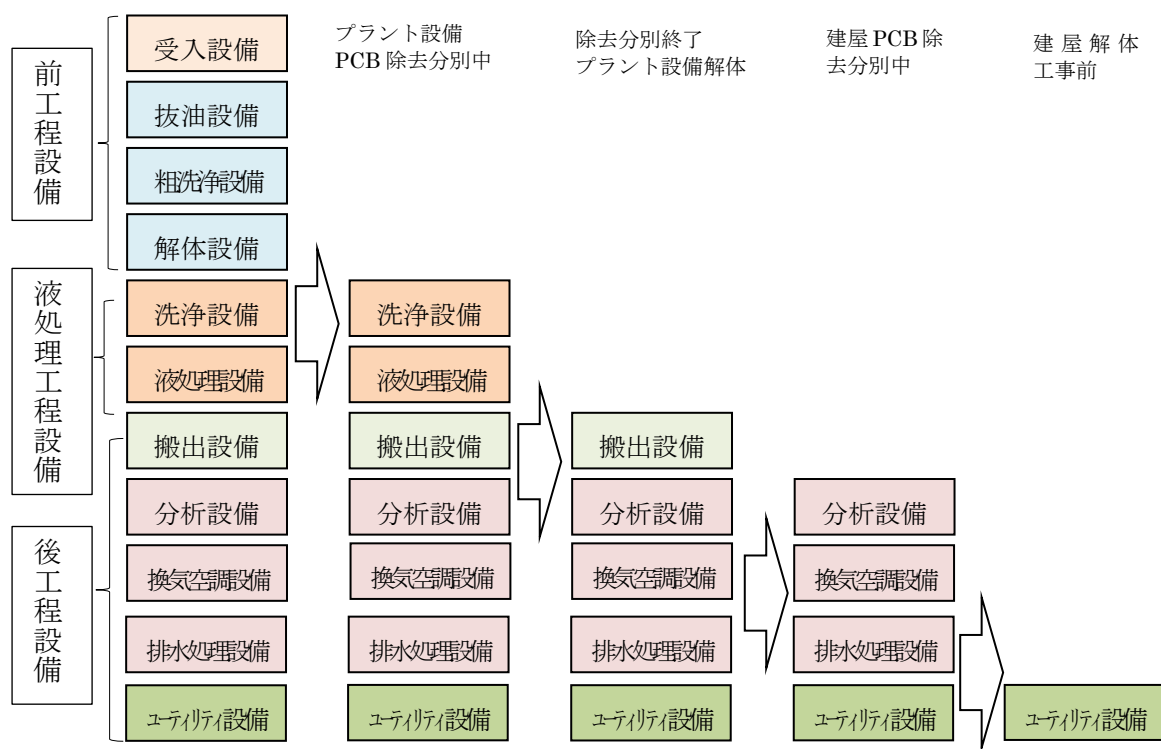 前工程設備
液処理工程設備
後工程設備
受入設備
抜油設備
粗洗浄設備
解体設備
洗浄設備
液処理設備
搬出設備
分析設備
換気空調設備
排水処理設備
ユーティリティ設備
プラント設備
PCB 除去分別中
洗浄設備
液処理設備
搬出設備
分析設備
換気空調設備
排水処理設備
ユーティリティ設備
除去分別終了
プラント設備解体
搬出設備
分析設備
換気空調設備
排水処理設備
ユーティリティ設備
建屋 PCB 除
去分別中
分析設備
換気空調設備
排水処理設備
ユーティリティ設備
建屋解体
工事前
ユーティリティ設備